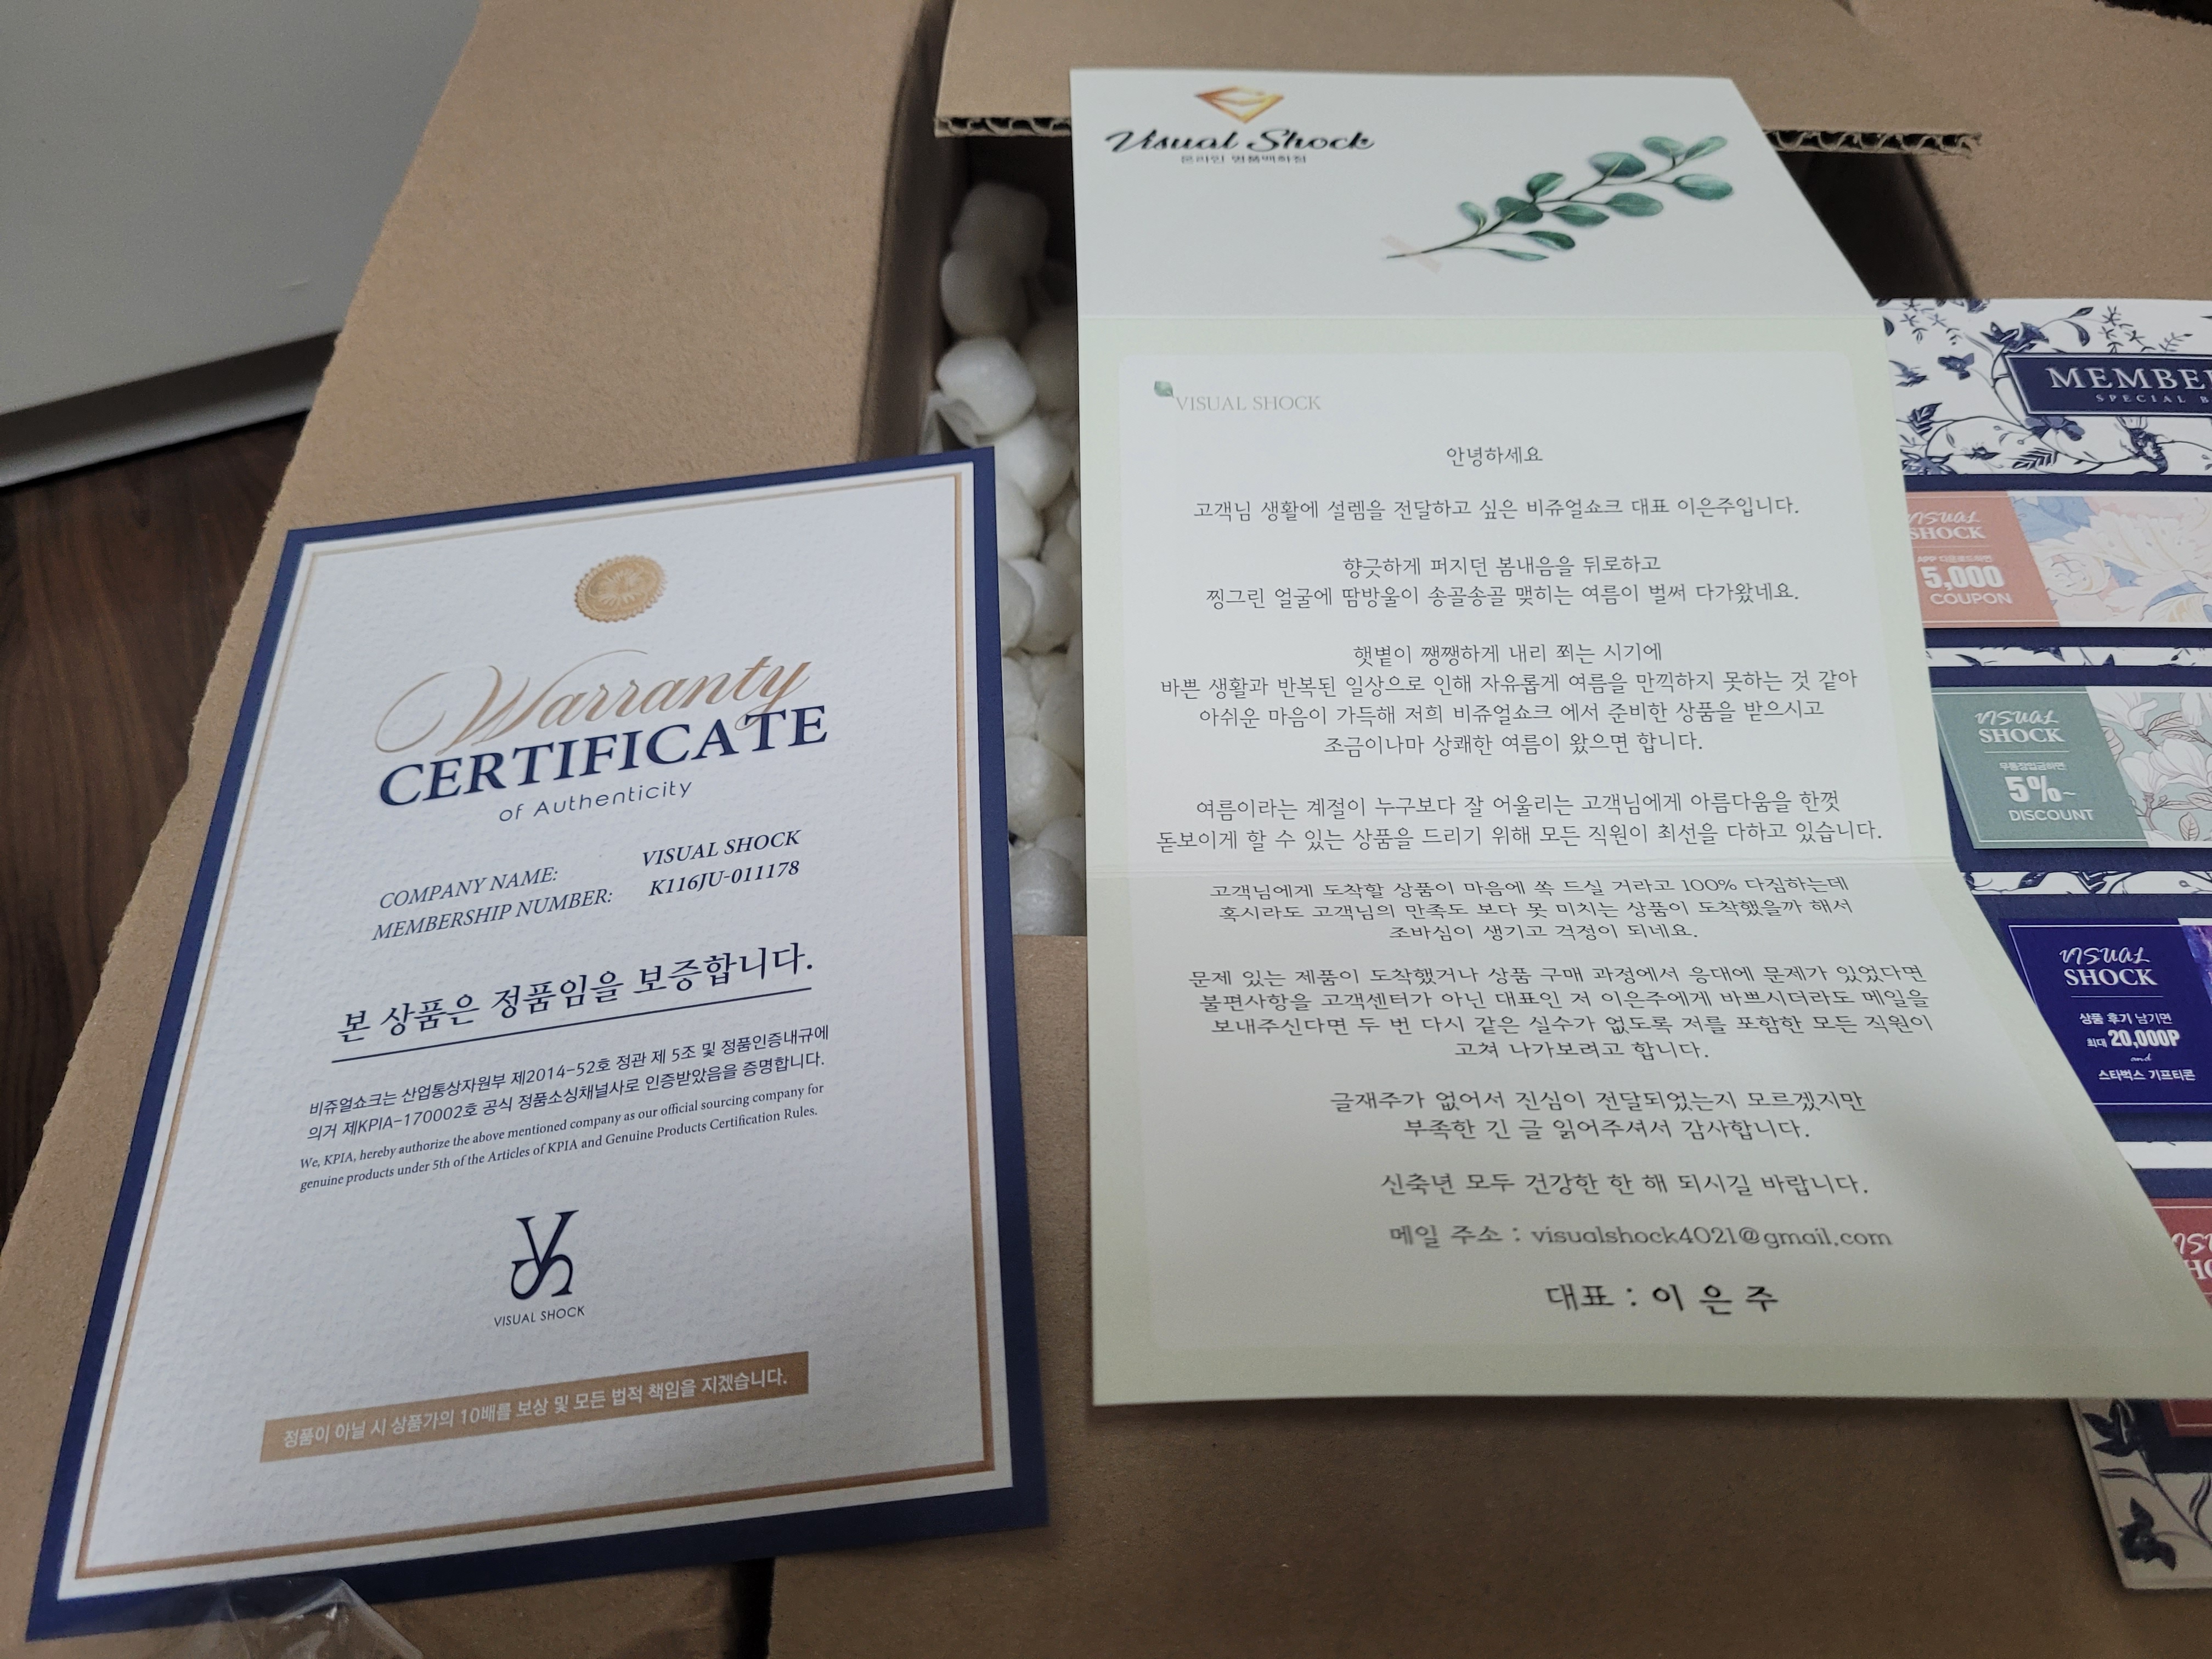 Warranty
CERTIFICATE
of Authenticity
COMPANY NAME: VISUAL SHOCK
MEMBERSHIP NUMBER: K116JU-011178
본 상품은 정품임을 보증합니다.
비쥬얼쇼크는 산업통상자원부 제2014-52호 정관 제 5조 및 정품인증내규에
의거 제KPIA-170002호 공식 정품소싱채널사로 인증받았음을 증명합니다.
We, KPIA, hereby authorize the above mentioned company as our official sourcing company for
genuine products under 5th of the Articles of KPIA and Genuine Products Certification Rules.
VISUAL SHOCK
정품이 아닐 시 상품가의 10배를 보상 및 모든 법적 책임을 지겠습니다.
Visual Shock
온라인 명품백화점
VISUAL SHOCK
안녕하세요
고객님 생활에 설렘을 전달하고 싶은 비쥬얼쇼크 대표 이은주입니다.
향긋하게 퍼지던 봄내음을 뒤로하고
찡그린 얼굴에 땀방울이 송골송골 맺히는 여름이 벌써 다가왔네요.
햇볕이 쨍쨍하게 내리 쬐는 시기에
바쁜 생활과 반복된 일상으로 인해 자유롭게 여름을 만끽하지 못하는 것 같아
아쉬운 마음이 가득해 저희 비쥬얼쇼크 에서 준비한 상품을 받으시고
조금이나마 상쾌한 여름이 왔으면 합니다.
여름이라는 계절이 누구보다 잘 어울리는 고객님에게 아름다움을 한껏
돋보이게 할 수 있는 상품을 드리기 위해 모든 직원이 최선을 다하고 있습니다.
고객님에게 도착할 상품이 마음에 쏙 드실 거라고 100% 다짐하는데
혹시라도 고객님의 만족도 보다 못 미치는 상품이 도착했을까 해서
조바심이 생기고 걱정이 되네요.
문제 있는 제품이 도착했거나 상품 구매 과정에서 응대에 문제가 있었다면
불편사항을 고객센터가 아닌 대표인 저 이은주에게 바쁘시더라도 메일을
보내주신다면 두 번 다시 같은 실수가 없도록 저를 포함한 모든 직원이
고쳐 나가보려고 합니다.
글재주가 없어서 진심이 전달되었는지 모르겠지만
부족한 긴 글 읽어주셔서 감사합니다.
신축년 모두 건강한 한 해 되시길 바랍니다.
메일 주소 : visualshock4021@gmail.com
대표 : 이 은 주
MEMBE
SPECIAL B
VISUAL
SHOCK
APP 다운로드하면
5,000
COUPON
VISUAL
SHOCK
무통장입금하면
5%~
DISCOUNT
VISUAL
SHOCK
상품 후기 남기면
최대 20,000P
and
스타벅스 기프티콘